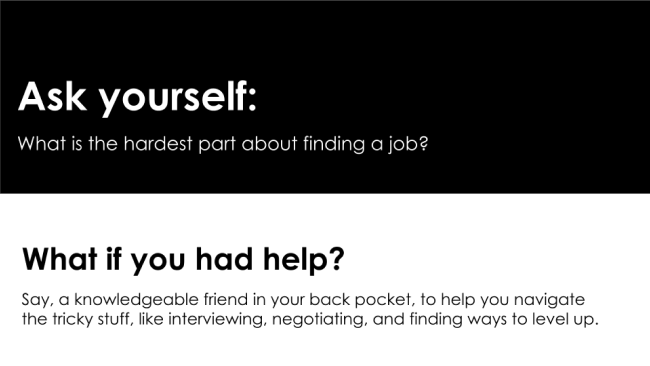 Ask yourself:
What is the hardest part about finding a job?
What if you had help?
Say, a knowledgeable friend in your back pocket, to help you navigate
the tricky stuff, like interviewing, negotiating, and finding ways to level up.